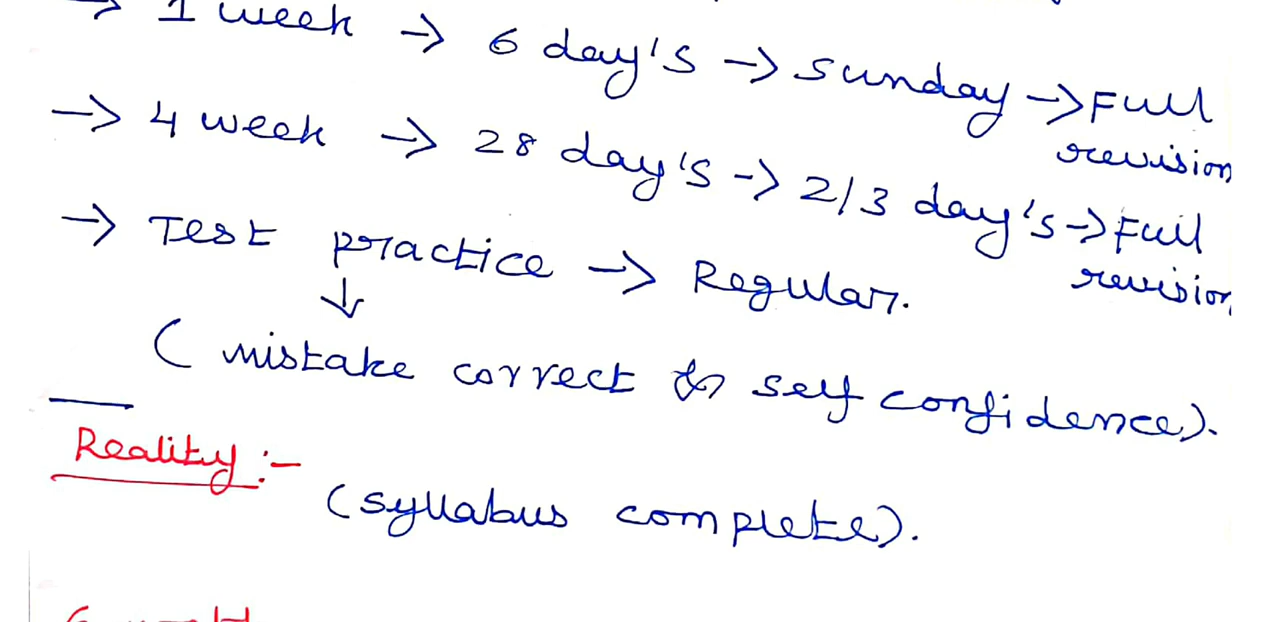 → 1 week → 6 day's → sunday → Full
revision
→ 4 week → 28 day's → 2/3 day's → Full
revision
→ Test practice → Regular.
↓
( mistake correct & self confidence).
Reality :-
(syllabus complete).